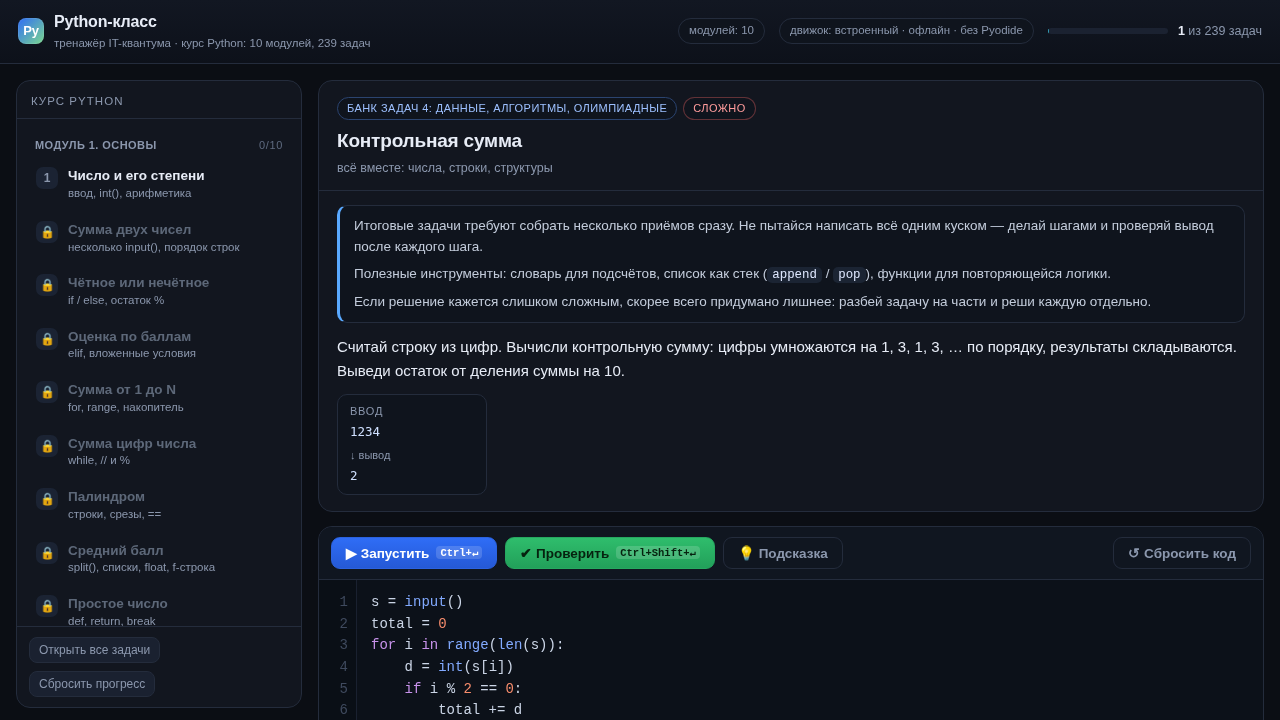 Py
Python-класс
тренажёр IT-квантума · курс Python: 10 модулей, 239 задач
модулей: 10
движок: встроенный · офлайн · без Pyodide
1 из 239 задач
КУРС PYTHON
МОДУЛЬ 1. ОСНОВЫ 0/10
1 Число и его степени
ввод, int(), арифметика
Сумма двух чисел
несколько input(), порядок строк
Чётное или нечётное
if / else, остаток %
Оценка по баллам
elif, вложенные условия
Сумма от 1 до N
for, range, накопитель
Сумма цифр числа
while, // и %
Палиндром
строки, срезы, ==
Средний балл
split(), списки, float, f-строка
Простое число
def, return, break
Открыть все задачи
Сбросить прогресс
БАНК ЗАДАЧ 4: ДАННЫЕ, АЛГОРИТМЫ, ОЛИМПИАДНЫЕ
СЛОЖНО
Контрольная сумма
всё вместе: числа, строки, структуры
Итоговые задачи требуют собрать несколько приёмов сразу. Не пытайся написать всё одним куском — делай шагами и проверяй вывод
после каждого шага.
Полезные инструменты: словарь для подсчётов, список как стек ( append / pop ), функции для повторяющейся логики.
Если решение кажется слишком сложным, скорее всего придумано лишнее: разбей задачу на части и реши каждую отдельно.
Считай строку из цифр. Вычисли контрольную сумму: цифры умножаются на 1, 3, 1, 3, … по порядку, результаты складываются.
Выведи остаток от деления суммы на 10.
ВВОД
1234
↓ вывод
2
▶ Запустить Ctrl+↵
✔ Проверить Ctrl+Shift+↵
💡 Подсказка
↺ Сбросить код
1 s = input()
2 total = 0
3 for i in range(len(s)):
4     d = int(s[i])
5     if i % 2 == 0:
6         total += d